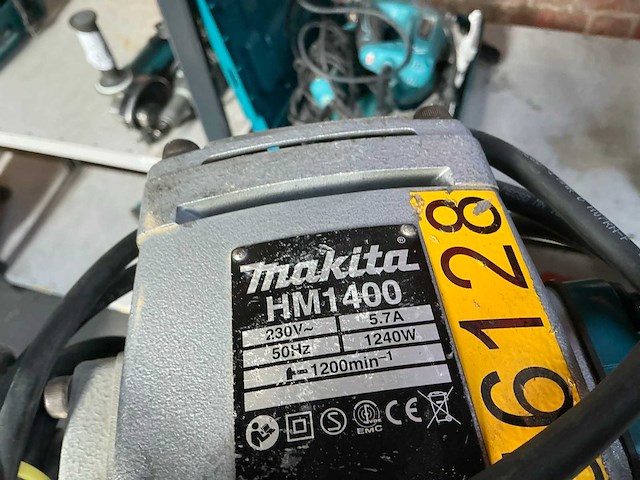 makita
®
HM1400
230V~ 5.7A
50Hz 1240W
1200min⁻¹
EMC
CE
6128